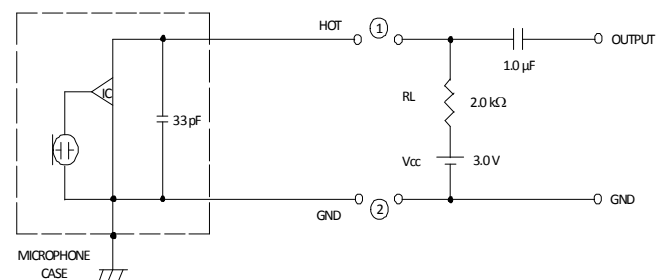 HOT
1
OUTPUT
1.0 µF
IC
RL
2.0 kΩ
33 pF
Vcc
3.0 V
GND
2
GND
MICROPHONE
CASE